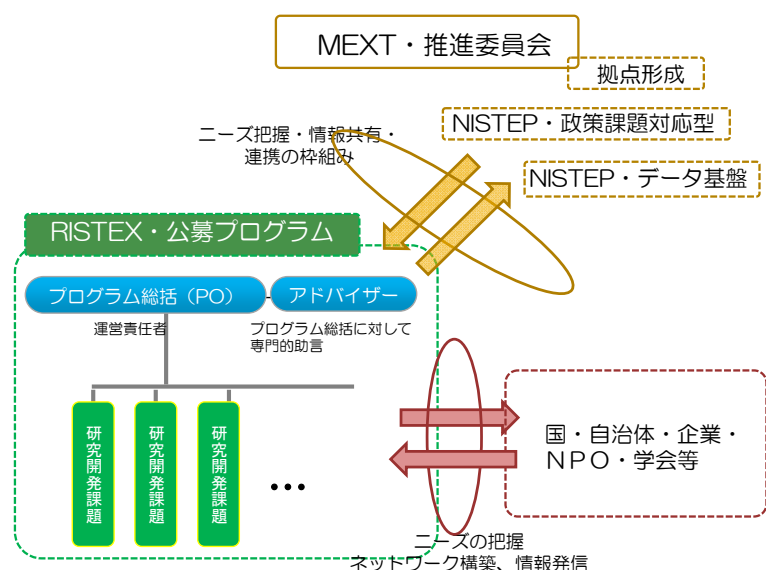 MEXT・推進委員会
拠点形成
NISTEP・政策課題対応型
ニーズ把握・情報共有・
連携の枠組み
NISTEP・データ基盤
RISTEX・公募プログラム
プログラム総括（PO）
アドバイザー
運営責任者
プログラム総括に対して
専門的助言
研究開発課題
研究開発課題
研究開発課題
…
国・自治体・企業・
ＮＰＯ・学会等
ニーズの把握
ネットワーク構築、情報発信